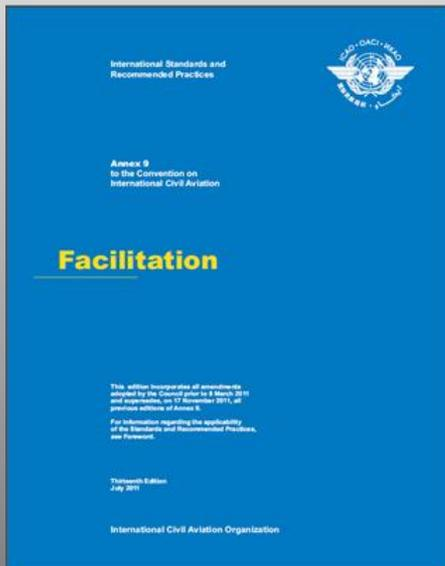 International Standards and
Recommended Practices
ICAO · OACI · ИКАО
Annex 9
to the Convention on
International Civil Aviation
Facilitation
This edition incorporates all amendments
adopted by the Council prior to 8 March 2011
and supersedes, on 17 November 2011, all
previous editions of Annex 9.
For information regarding the applicability
of the Standards and Recommended Practices,
see Foreword.
Thirteenth Edition
July 2011
International Civil Aviation Organization